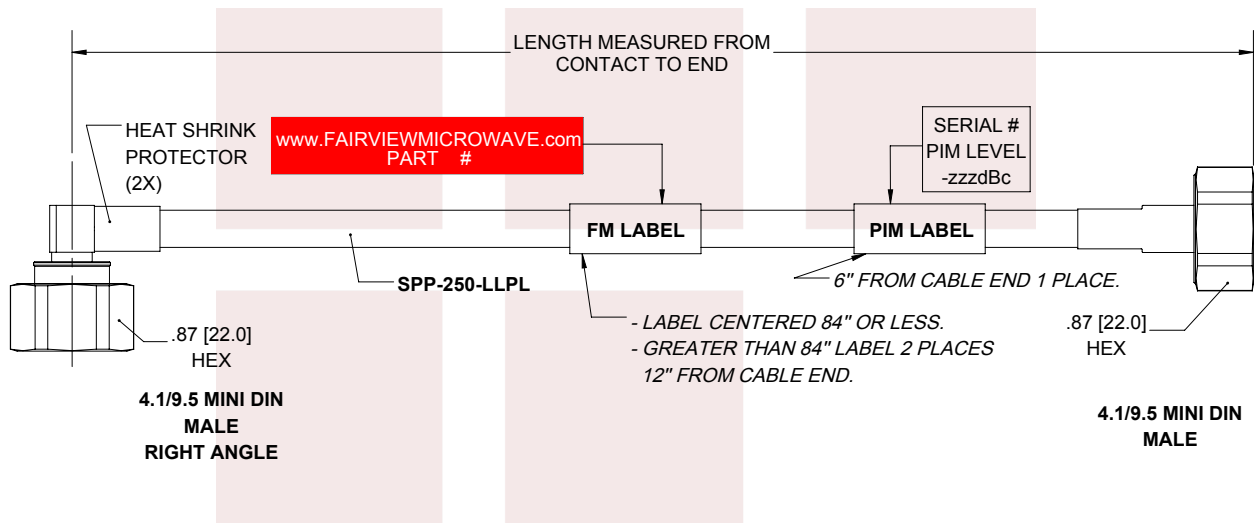 LENGTH MEASURED FROM
CONTACT TO END
HEAT SHRINK
PROTECTOR
(2X)
www.FAIRVIEWMICROWAVE.com
PART #
SERIAL #
PIM LEVEL
-zzzdBc
FM LABEL
PIM LABEL
SPP-250-LLPL
6" FROM CABLE END 1 PLACE.
- LABEL CENTERED 84" OR LESS.
- GREATER THAN 84" LABEL 2 PLACES
12" FROM CABLE END.
.87 [22.0]
HEX
.87 [22.0]
HEX
4.1/9.5 MINI DIN
MALE
RIGHT ANGLE
4.1/9.5 MINI DIN
MALE